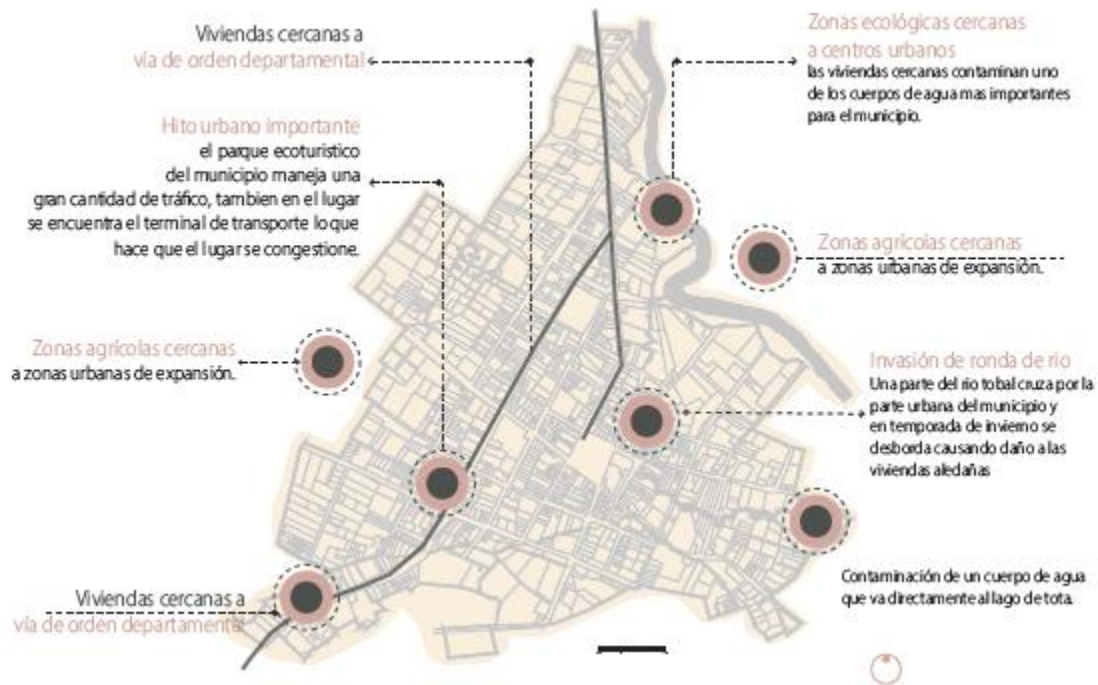 Viviendas cercanas a
vía de orden departamental
Hito urbano importante
el parque ecoturistico
del municipio maneja una
gran cantidad de tráfico, tambien en el lugar
se encuentra el terminal de transporte lo que
hace que el lugar se congestione.
Zonas agrícolas cercanas
a zonas urbanas de expansión.
Viviendas cercanas a
vía de orden departamental
Zonas ecológicas cercanas
a centros urbanos
las viviendas cercanas contaminan uno
de los cuerpos de agua mas importantes
para el municipio.
Zonas agrícolas cercanas
a zonas urbanas de expansión.
Invasión de ronda de rio
Una parte del rio tobal cruza por la
parte urbana del municipio y
en temporada de invierno se
desborda causando daño a las
viviendas aledañas
Contaminación de un cuerpo de agua
que va directamente al lago de tota.